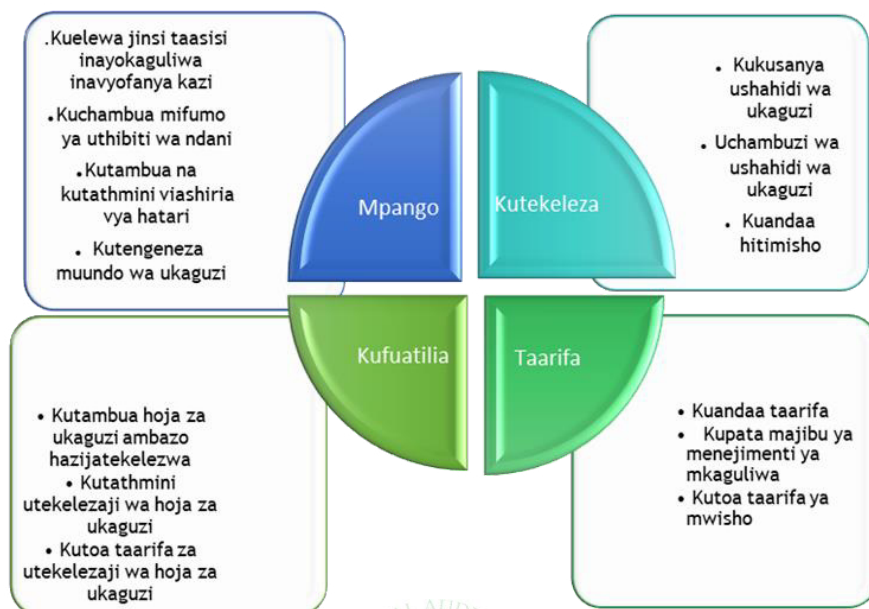 .Kuelewa jinsi taasisi
inayokaguliwa
inavyofanya kazi
•Kuchambua mifumo
ya uthibiti wa ndani
•Kutambua na
kutathmini viashiria
vya hatari
• Kutengeneza
muundo wa ukaguzi
Mpango
Kutekeleza
• Kukusanya
ushahidi wa
ukaguzi
• Uchambuzi wa
ushahidi wa
ukaguzi
• Kuandaa
hitimisho
Kufuatilia
Taarifa
• Kutambua hoja za
ukaguzi ambazo
hazijatekelezwa
• Kutathmini
utekelezaji wa hoja za
ukaguzi
• Kutoa taarifa za
utekelezaji wa hoja za
ukaguzi
• Kuandaa taarifa
• Kupata majibu ya
menejimenti ya
mkaguliwa
• Kutoa taarifa ya
mwisho